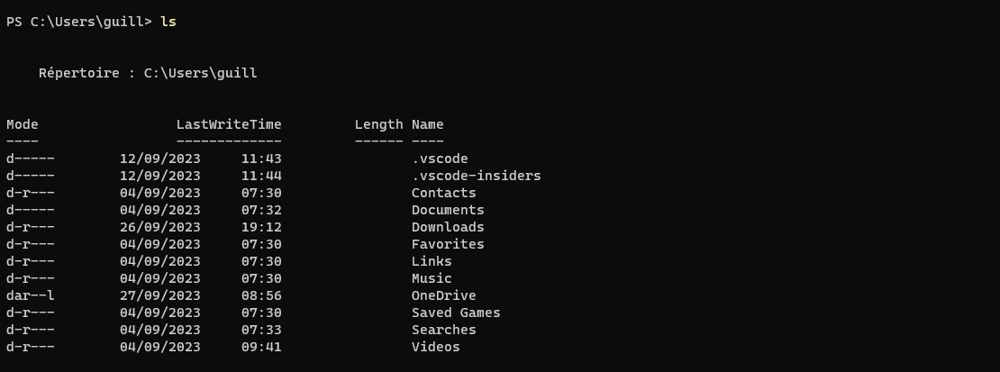 PS C:\Users\guill> ls
Répertoire : C:\Users\guill
Mode                 LastWriteTime         Length Name
----                 -------------         ------ ----
d-----        12/09/2023     11:43                .vscode
d-----        12/09/2023     11:44                .vscode-insiders
d-r---        04/09/2023     07:30                Contacts
d-----        04/09/2023     07:32                Documents
d-r---        26/09/2023     19:12                Downloads
d-r---        04/09/2023     07:30                Favorites
d-r---        04/09/2023     07:30                Links
d-r---        04/09/2023     07:30                Music
dar--l        27/09/2023     08:56                OneDrive
d-r---        04/09/2023     07:30                Saved Games
d-r---        04/09/2023     07:33                Searches
d-r---        04/09/2023     09:41                Videos